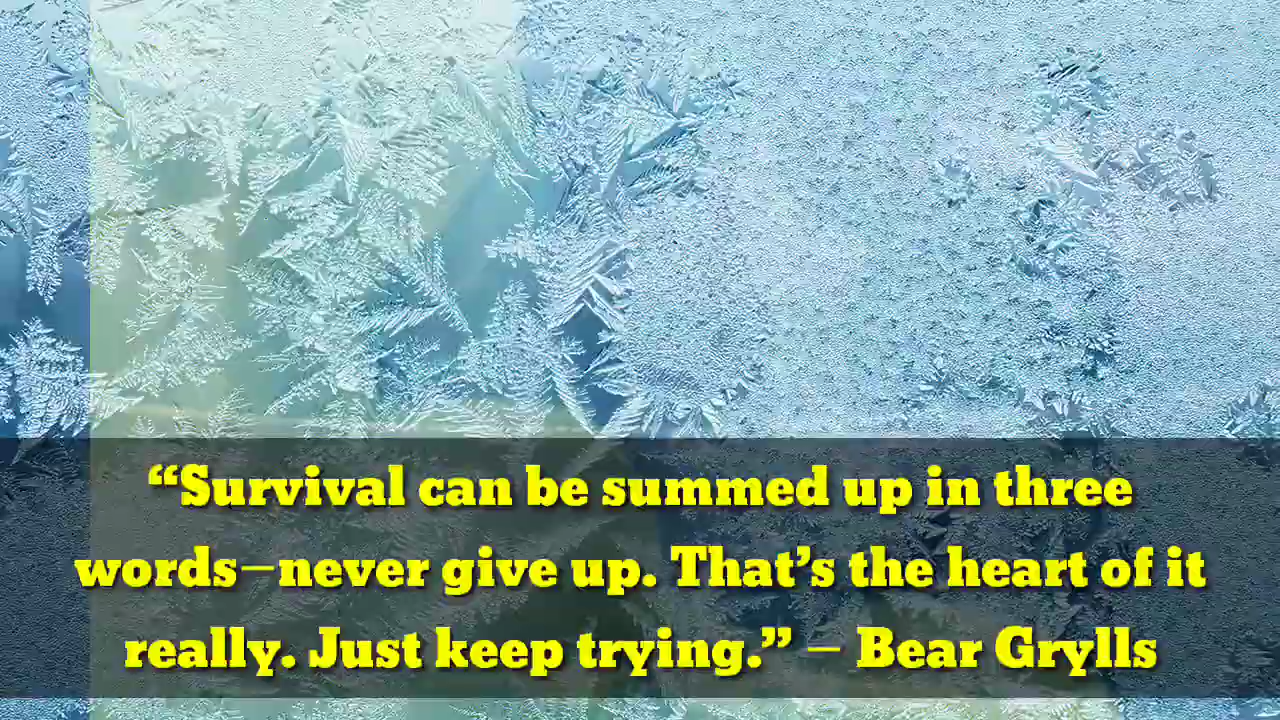 “Survival can be summed up in three
words—never give up. That’s the heart of it
really. Just keep trying.” — Bear Grylls